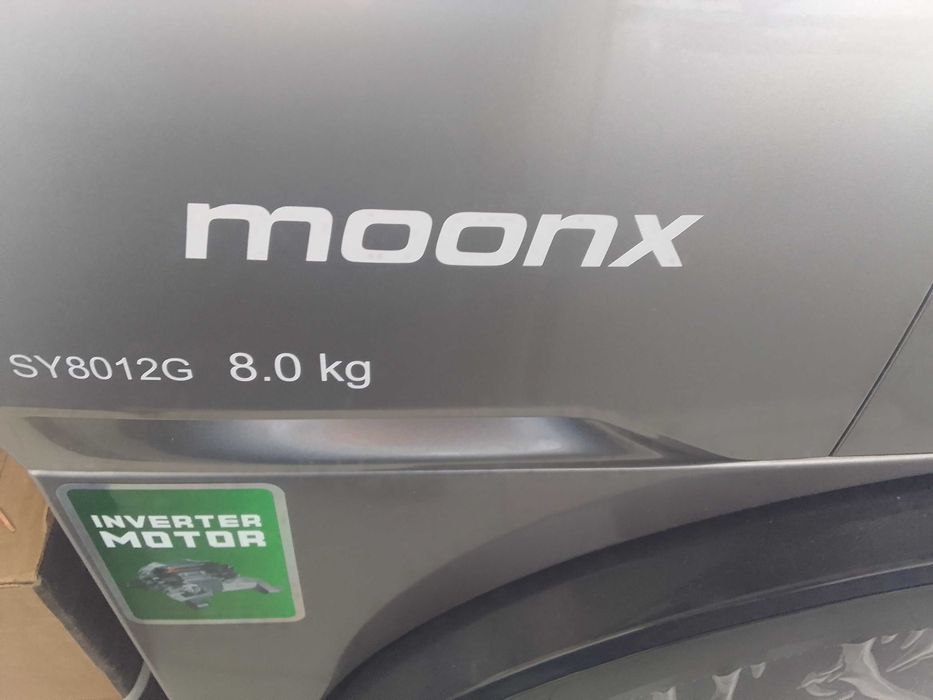 moonx
SY8012G 8.0 kg
INVERTER
MOTOR